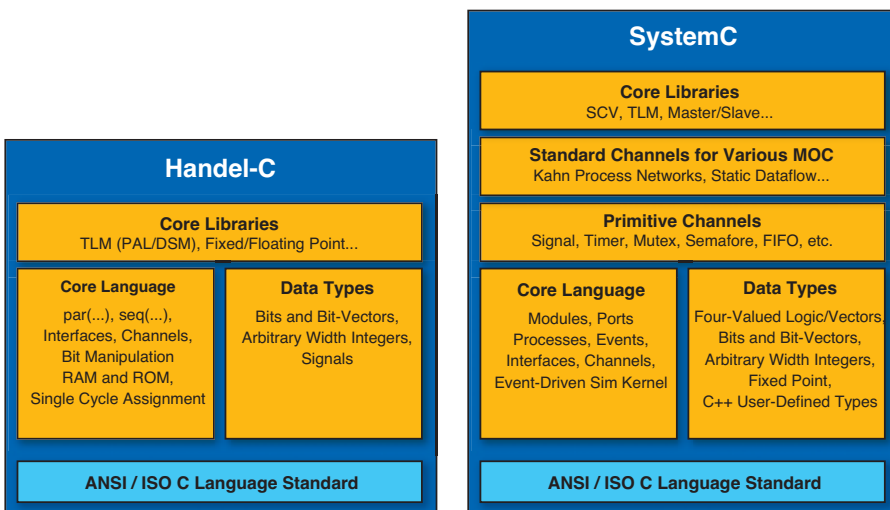 Handel-C
Core Libraries
TLM (PAL/DSM), Fixed/Floating Point...
Core Language
par(...), seq(...),
Interfaces, Channels,
Bit Manipulation
RAM and ROM,
Single Cycle Assignment
Data Types
Bits and Bit-Vectors,
Arbitrary Width Integers,
Signals
ANSI / ISO C Language Standard
SystemC
Core Libraries
SCV, TLM, Master/Slave...
Standard Channels for Various MOC
Kahn Process Networks, Static Dataflow...
Primitive Channels
Signal, Timer, Mutex, Semafore, FIFO, etc.
Core Language
Modules, Ports
Processes, Events,
Interfaces, Channels,
Event-Driven Sim Kernel
Data Types
Four-Valued Logic/Vectors,
Bits and Bit-Vectors,
Arbitrary Width Integers,
Fixed Point,
C++ User-Defined Types
ANSI / ISO C Language Standard